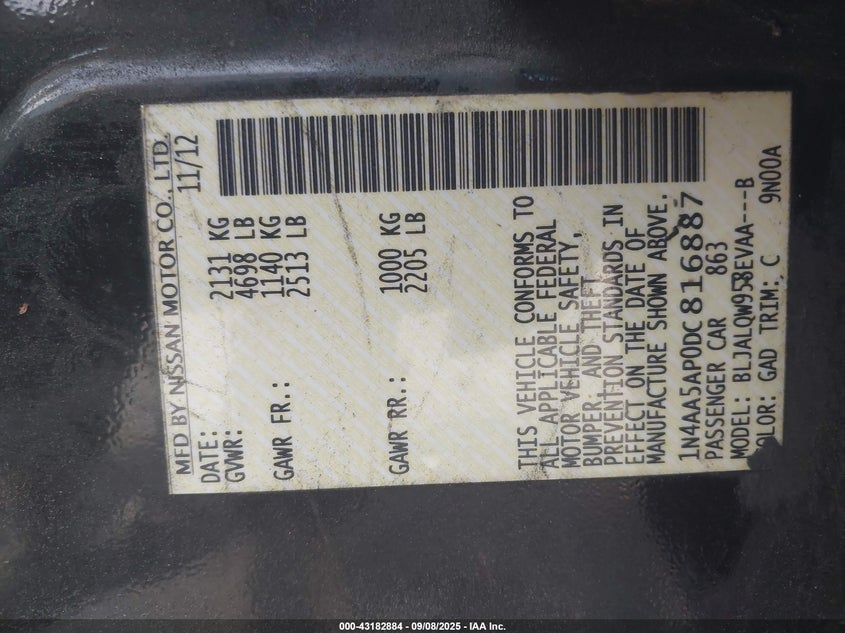 MFD BY NISSAN MOTOR CO., LTD.
DATE: 11/12
GVWR: 2131 KG
4698 LB
GAWR FR.: 1140 KG
2513 LB
GAWR RR.: 1000 KG
2205 LB
THIS VEHICLE CONFORMS TO
ALL APPLICABLE FEDERAL
MOTOR VEHICLE SAFETY,
BUMPER, AND THEFT
PREVENTION STANDARDS IN
EFFECT ON THE DATE OF
MANUFACTURE SHOWN ABOVE.
1N4AA5AP0DC816887
PASSENGER CAR 863
MODEL: BLJALQW958EVAA---B
COLOR: GAD TRIM: C 9N00A
000-43182884 - 09/08/2025 - IAA Inc.